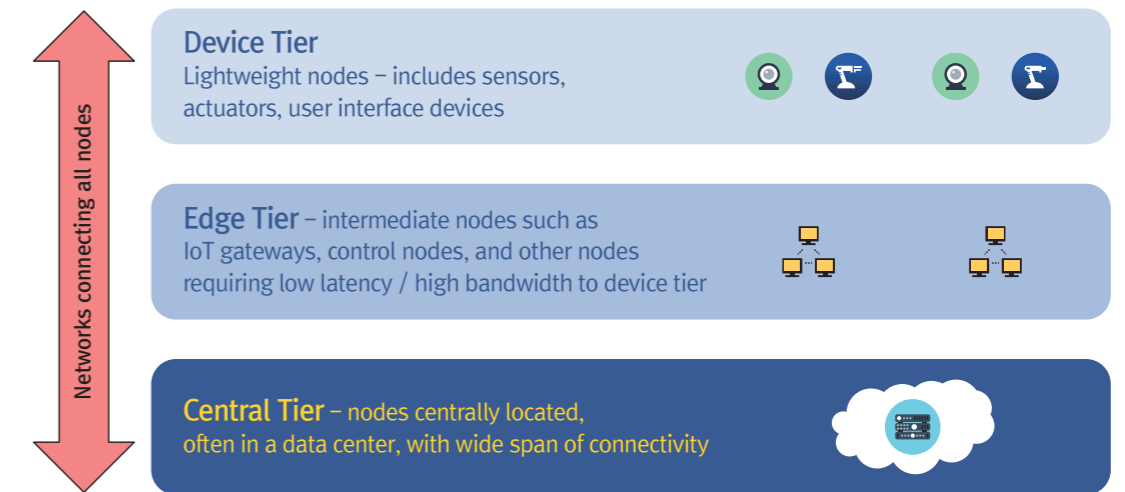 Networks connecting all nodes
Device Tier
Lightweight nodes – includes sensors,
actuators, user interface devices
Edge Tier – intermediate nodes such as
IoT gateways, control nodes, and other nodes
requiring low latency / high bandwidth to device tier
Central Tier – nodes centrally located,
often in a data center, with wide span of connectivity